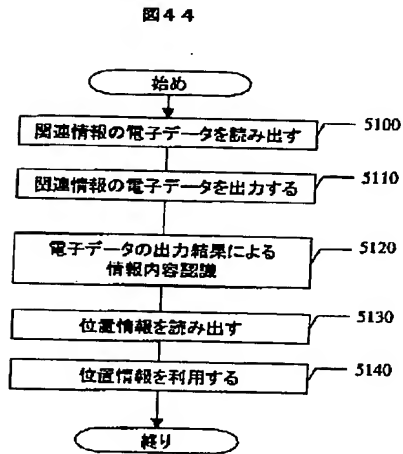 図44
始め
関連情報の電子データを読み出す
5100
関連情報の電子データを出力する
5110
電子データの出力結果による
情報内容認識
5120
位置情報を読み出す
5130
位置情報を利用する
5140
終り